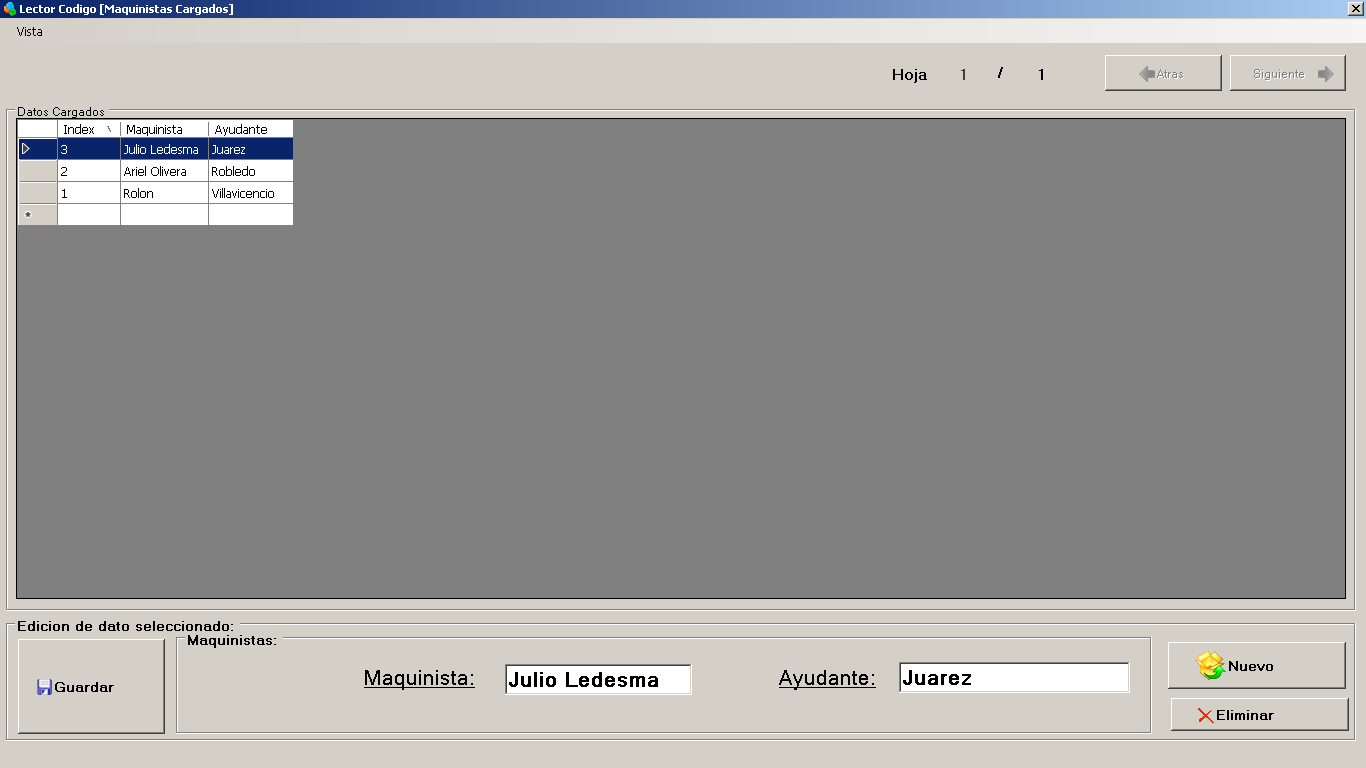 Lector Codigo [Maquinistas Cargados]
Vista
Hoja 1 / 1 Atras Siguiente
Datos Cargados
Index Maquinista Ayudante
3 Julio Ledesma Juarez
2 Ariel Olivera Robledo
1 Rolon Villavicencio
*
Edicion de dato seleccionado:
Maquinistas:
Guardar
Maquinista: Julio Ledesma Ayudante: Juarez
Nuevo
Eliminar